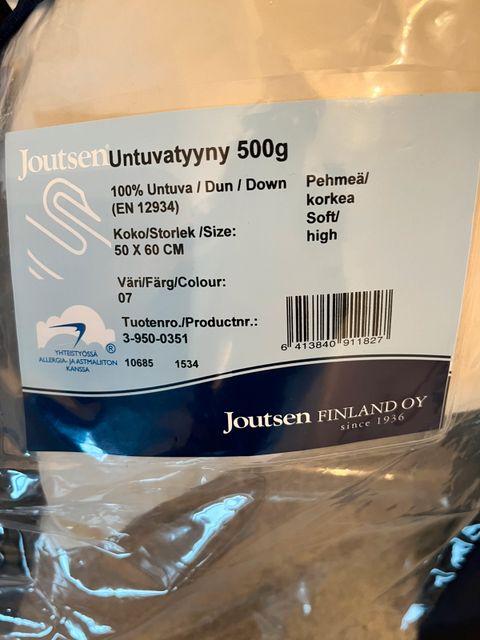 Joutsen® Untuvatyyny 500g
100% Untuva / Dun / Down
(EN 12934)
Pehmeä/
korkea
Soft/
high
Koko/Storlek /Size:
50 X 60 CM
Väri/Färg/Colour:
07
Tuotenro./Productnr.:
3-950-0351
10685 1534
6 413840 911827
YHTEISTYÖSSÄ
ALLERGIA- JA ASTMALIITON
KANSSA
®
Joutsen FINLAND OY
since 1936